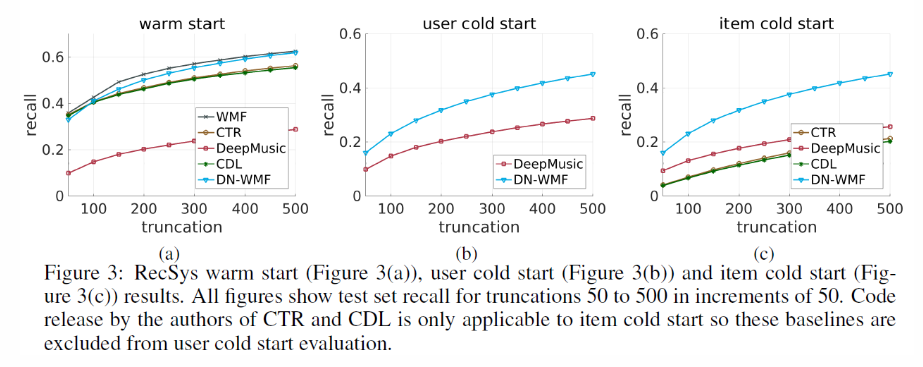 warm start
0.6
0.4
0.2
0
recall
WMF
CTR
DeepMusic
CDL
DN-WMF
100 200 300 400 500
truncation
(a)
user cold start
0.6
0.4
0.2
0
recall
DeepMusic
DN-WMF
100 200 300 400 500
truncation
(b)
item cold start
0.6
0.4
0.2
0
recall
CTR
DeepMusic
CDL
DN-WMF
100 200 300 400 500
truncation
(c)
Figure 3: RecSys warm start (Figure 3(a)), user cold start (Figure 3(b)) and item cold start (Fig-
ure 3(c)) results. All figures show test set recall for truncations 50 to 500 in increments of 50. Code
release by the authors of CTR and CDL is only applicable to item cold start so these baselines are
excluded from user cold start evaluation.